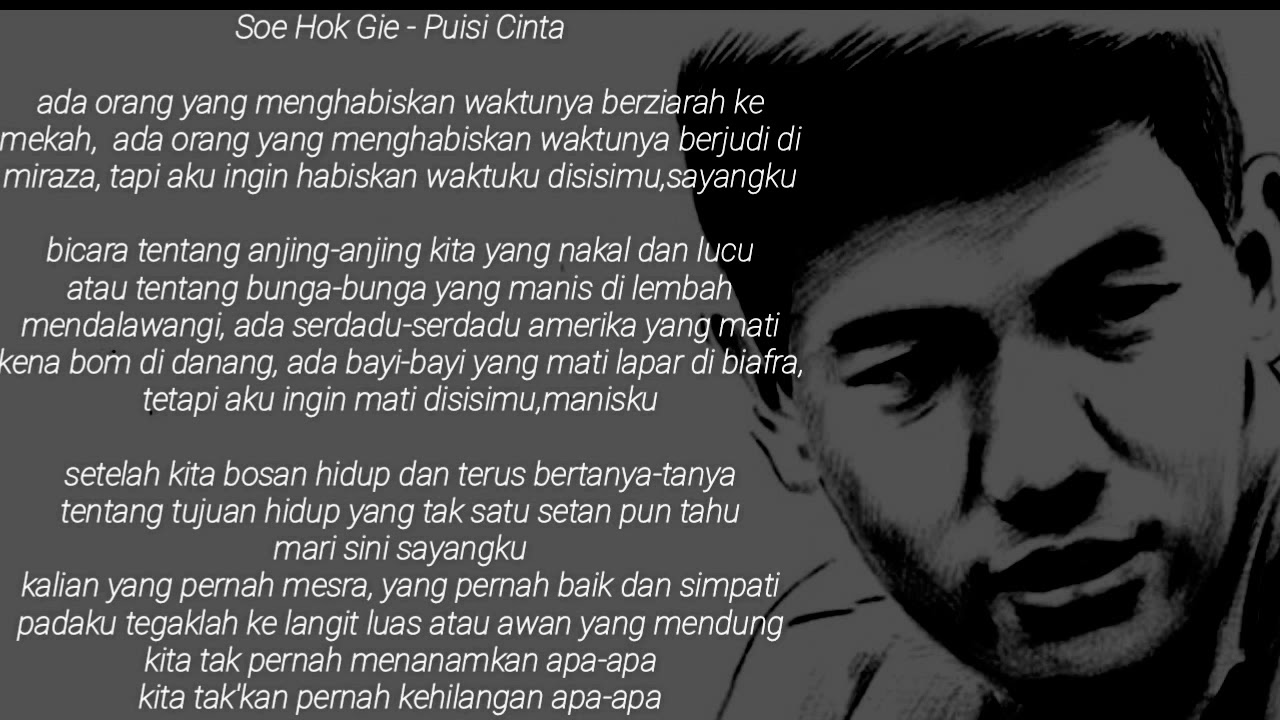 Soe Hok Gie - Puisi Cinta
ada orang yang menghabiskan waktunya berziarah ke
mekah, ada orang yang menghabiskan waktunya berjudi di
miraza, tapi aku ingin habiskan waktuku disisimu,sayangku
bicara tentang anjing-anjing kita yang nakal dan lucu
atau tentang bunga-bunga yang manis di lembah
mendalawangi, ada serdadu-serdadu amerika yang mati
kena bom di danang, ada bayi-bayi yang mati lapar di biafra,
tetapi aku ingin mati disisimu,manisku
setelah kita bosan hidup dan terus bertanya-tanya
tentang tujuan hidup yang tak satu setan pun tahu
mari sini sayangku
kalian yang pernah mesra, yang pernah baik dan simpati
padaku tegaklah ke langit luas atau awan yang mendung
kita tak pernah menanamkan apa-apa
kita tak'kan pernah kehilangan apa-apa